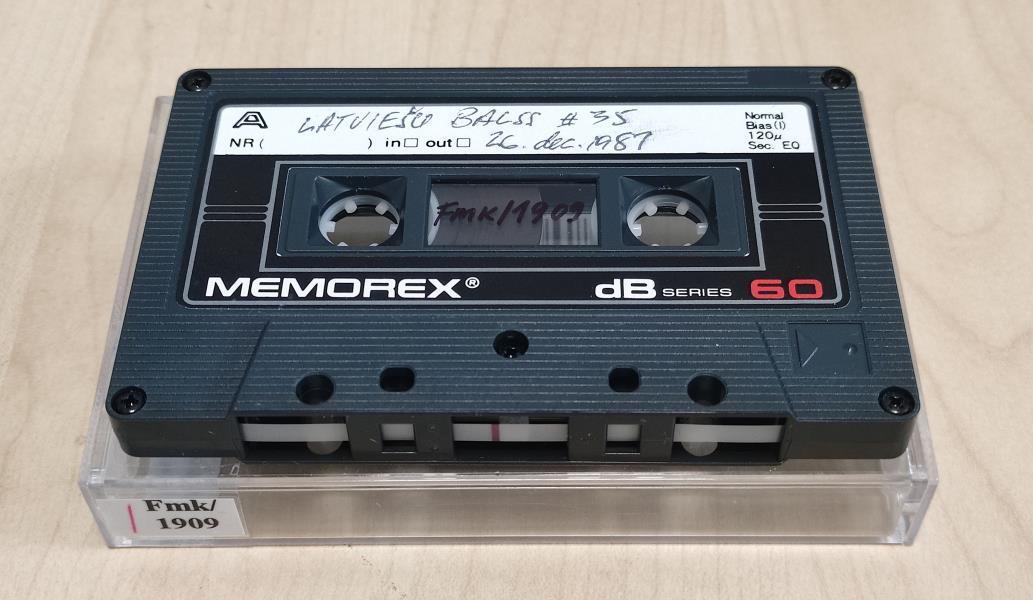 A LATVIEŠU BALSS # 35
NR( ) in□ out□ 26. dec. 1987
Normal
Bias(I)
120μ
Sec. EQ
Fmk/1909
MEMOREX® dB SERIES 60
Fmk/
1909